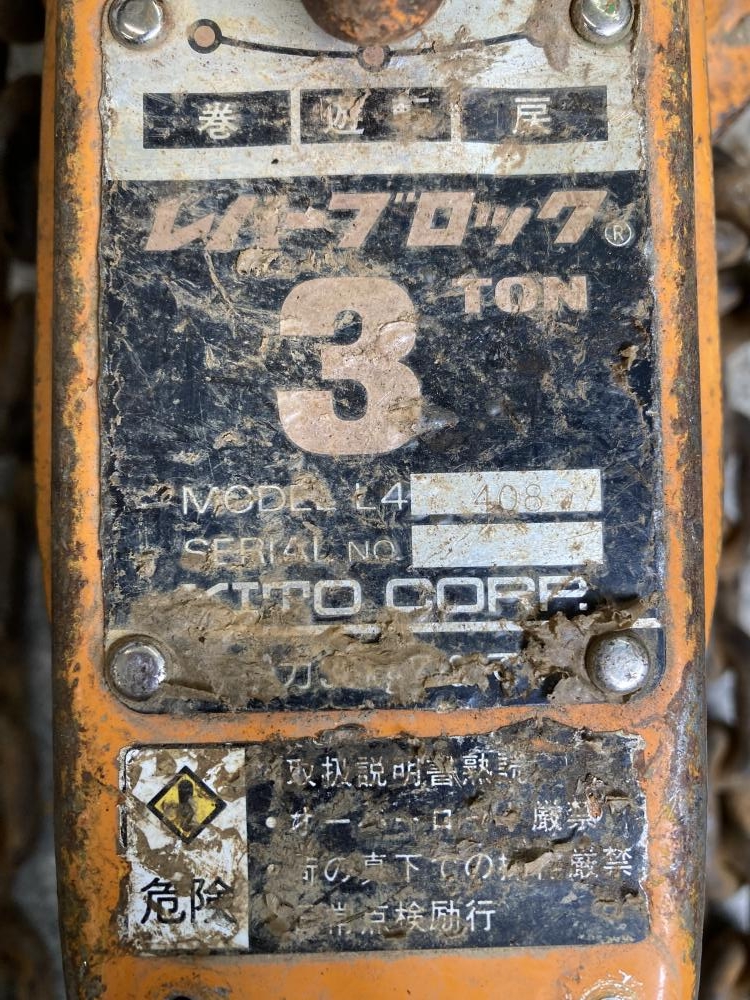 巻 遊 戻
レバーブロック®
3 TON
MODEL L4 408
SERIAL NO.
KITO CORP.
取扱説明書熟読
厳禁
危険
の真下での 厳禁
点検励行